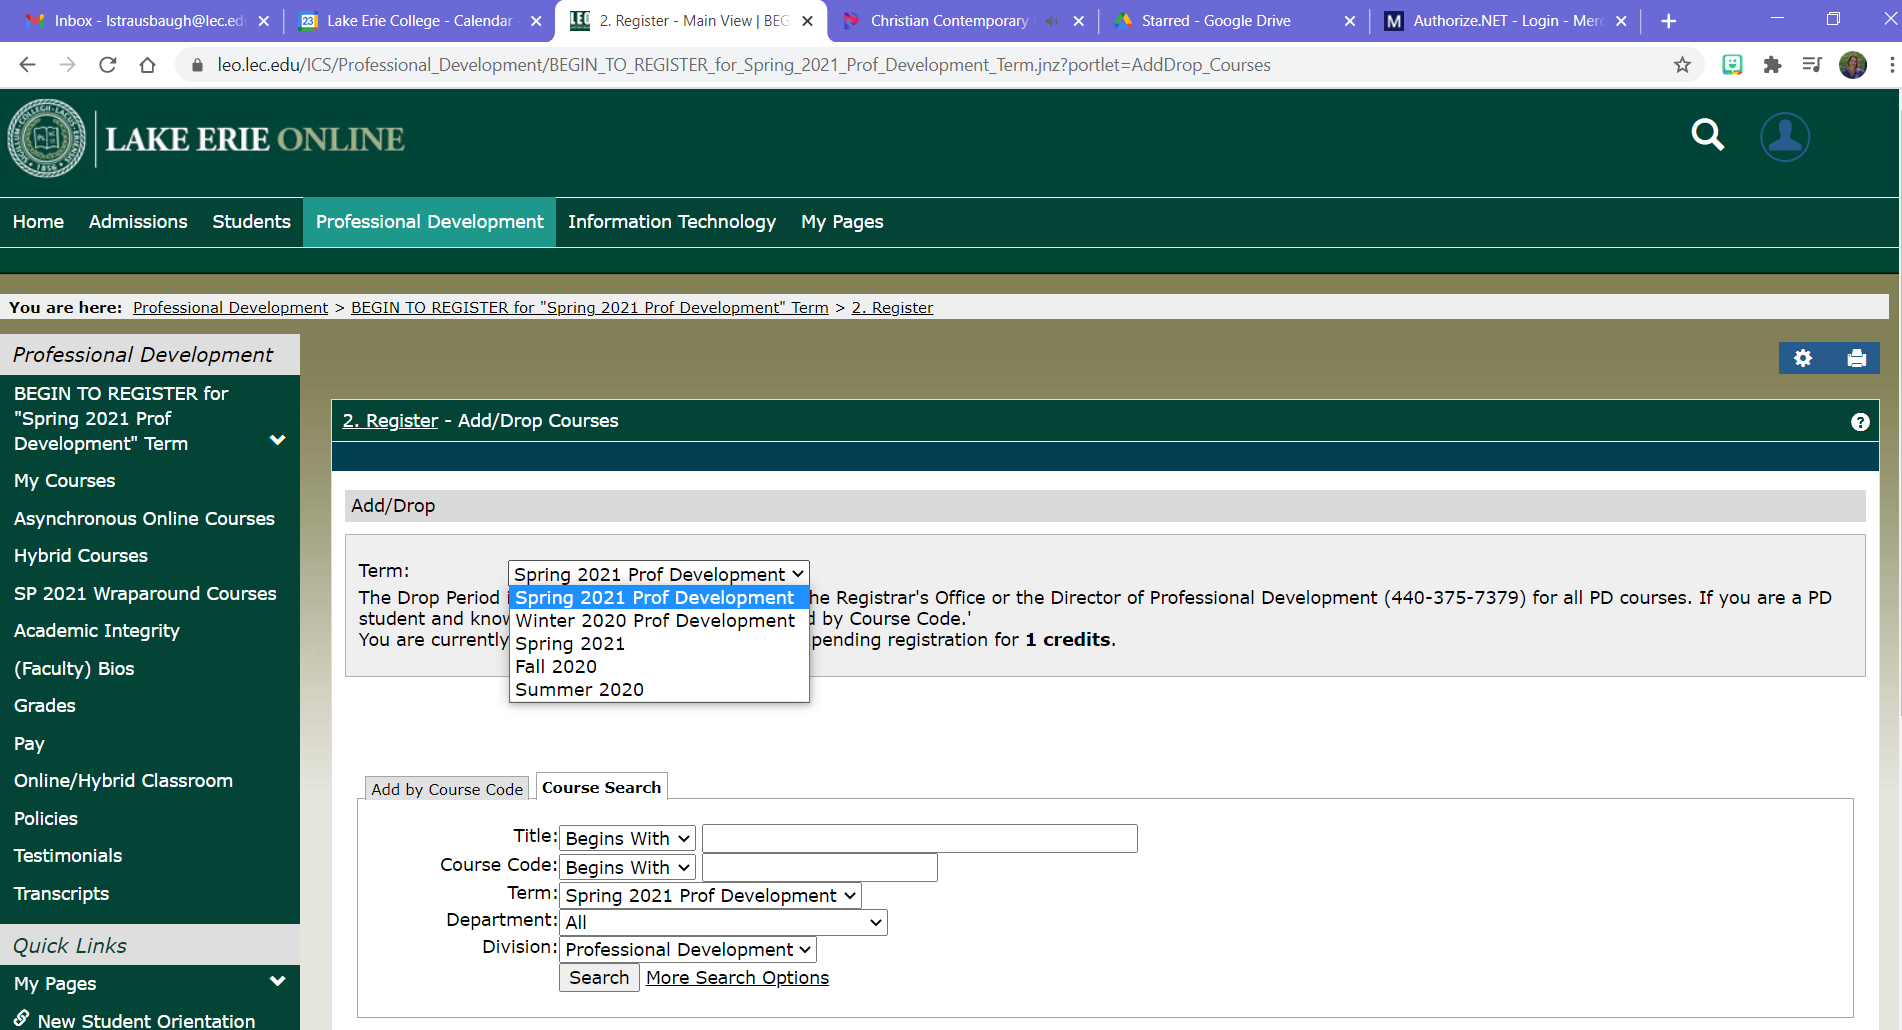 Inbox - lstrausbaugh@lec.edu
Lake Erie College - Calendar
2. Register - Main View | BEG
Christian Contemporary
Starred - Google Drive
M Authorize.NET - Login - Merc
leo.lec.edu/ICS/Professional_Development/BEGIN_TO_REGISTER_for_Spring_2021_Prof_Development_Term.jnz?portlet=AddDrop_Courses
LAKE ERIE ONLINE
Home Admissions Students Professional Development Information Technology My Pages
You are here: Professional Development > BEGIN TO REGISTER for "Spring 2021 Prof Development" Term > 2. Register
Professional Development
BEGIN TO REGISTER for
"Spring 2021 Prof
Development" Term
My Courses
Asynchronous Online Courses
Hybrid Courses
SP 2021 Wraparound Courses
Academic Integrity
(Faculty) Bios
Grades
Pay
Online/Hybrid Classroom
Policies
Testimonials
Transcripts
Quick Links
My Pages
New Student Orientation
2. Register - Add/Drop Courses
?
Add/Drop
Term: Spring 2021 Prof Development
Spring 2021 Prof Development
Winter 2020 Prof Development
Spring 2021
Fall 2020
Summer 2020
The Drop Period he Registrar's Office or the Director of Professional Development (440-375-7379) for all PD courses. If you are a PD
student and know d by Course Code.'
You are currently pending registration for 1 credits.
Add by Course Code Course Search
Title: Begins With
Course Code: Begins With
Term: Spring 2021 Prof Development
Department: All
Division: Professional Development
Search More Search Options